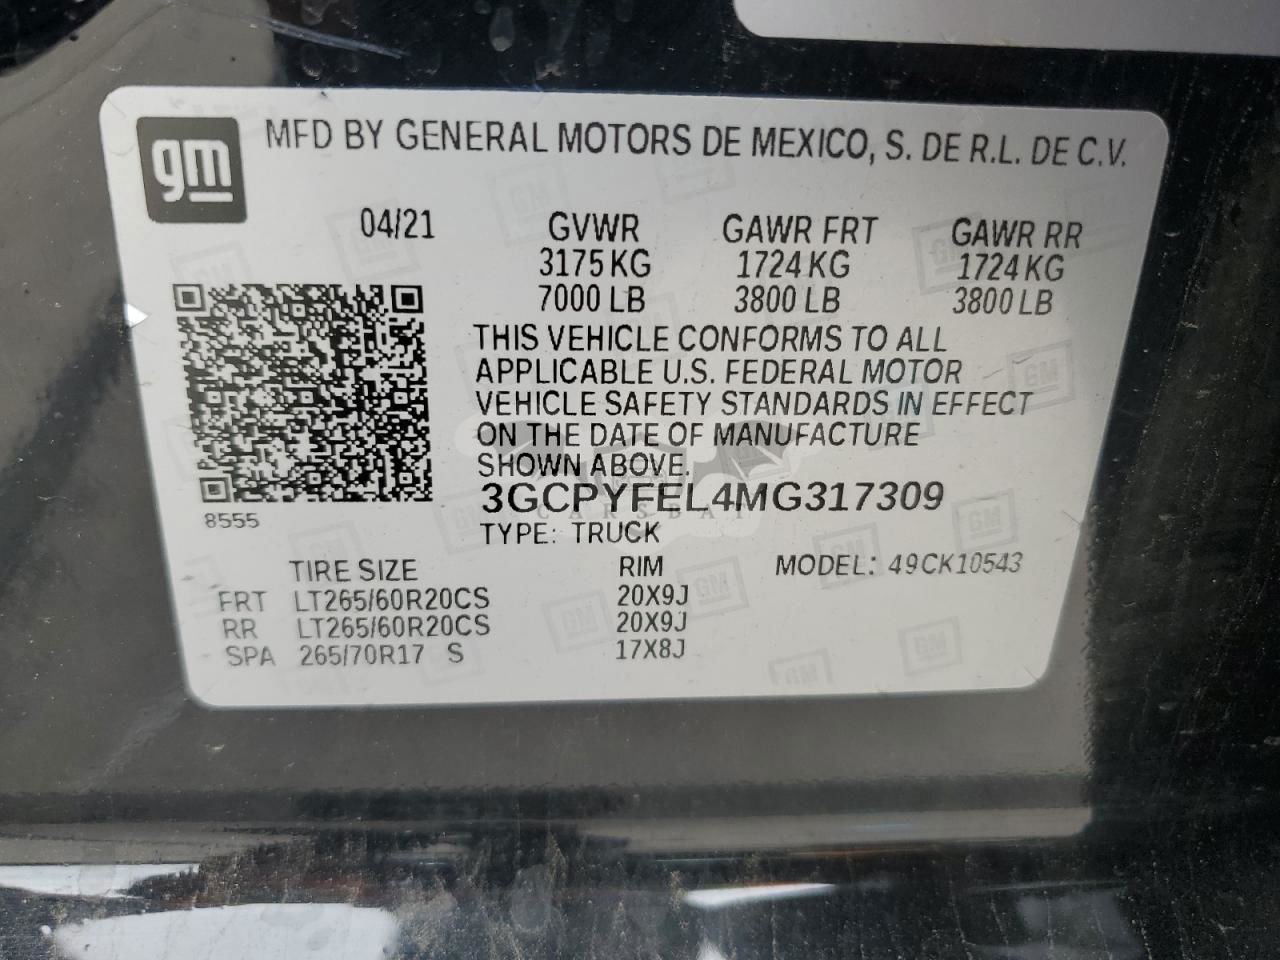 gm
MFD BY GENERAL MOTORS DE MEXICO, S. DE R.L. DE C.V.
04/21 GVWR GAWR FRT GAWR RR
3175 KG 1724 KG 1724 KG
7000 LB 3800 LB 3800 LB
THIS VEHICLE CONFORMS TO ALL
APPLICABLE U.S. FEDERAL MOTOR
VEHICLE SAFETY STANDARDS IN EFFECT
ON THE DATE OF MANUFACTURE
SHOWN ABOVE.
3GCPYFEL4MG317309
CARSBAT
8555
TYPE: TRUCK
TIRE SIZE RIM MODEL: 49CK10543
FRT LT265/60R20CS 20X9J
RR LT265/60R20CS 20X9J
SPA 265/70R17 S 17X8J